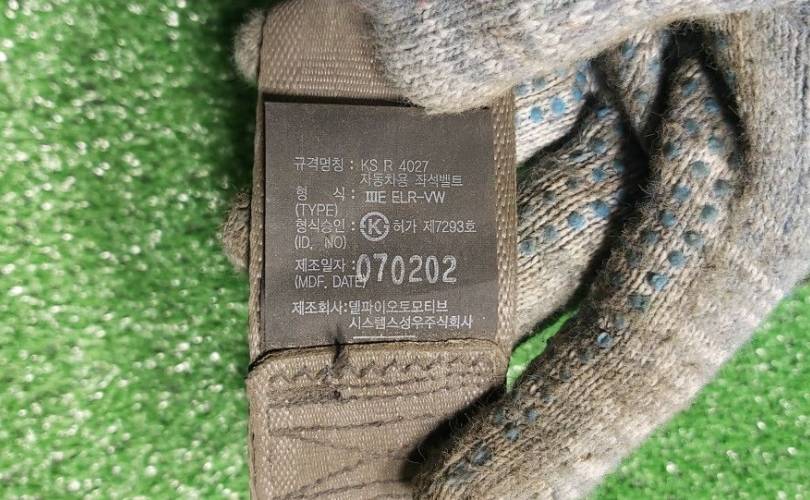 규격명칭 : KS R 4027
자동차용 좌석벨트
형 식 : ⅢE ELR-VW
(TYPE)
형식승인 : K 허가 제7293호
(ID, NO)
제조일자 : 070202
(MDF, DATE)
제조회사:델파이오토모티브
시스템스성우주식회사